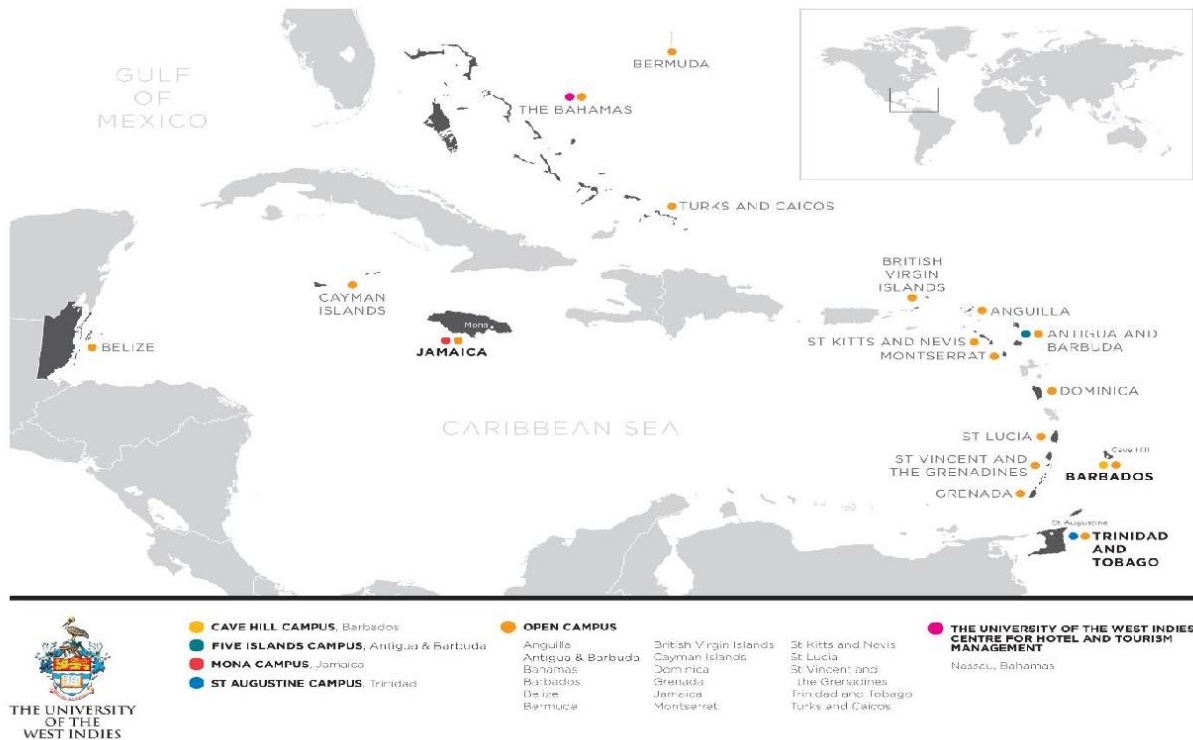 GULF
OF
MEXICO
BERMUDA
THE BAHAMAS
TURKS AND CAICOS
CAYMAN
ISLANDS
Mona
JAMAICA
BELIZE
BRITISH
VIRGIN
ISLANDS
ANGUILLA
ST KITTS AND NEVIS
ANTIGUA AND
BARBUDA
MONTSERRAT
DOMINICA
CARIBBEAN SEA
ST LUCIA
ST VINCENT AND
THE GRENADINES
Cave Hill
BARBADOS
GRENADA
St Augustine
TRINIDAD
AND
TOBAGO
THE UNIVERSITY
OF THE
WEST INDIES
CAVE HILL CAMPUS, Barbados
FIVE ISLANDS CAMPUS, Antigua & Barbuda
MONA CAMPUS, Jamaica
ST AUGUSTINE CAMPUS, Trinidad
OPEN CAMPUS
Anguilla
Antigua & Barbuda
Bahamas
Barbados
Belize
Bermuda
British Virgin Islands
Cayman Islands
Dominica
Grenada
Jamaica
Montserrat
St Kitts and Nevis
St Lucia
St Vincent and
the Grenadines
Trinidad and Tobago
Turks and Caicos
THE UNIVERSITY OF THE WEST INDIES
CENTRE FOR HOTEL AND TOURISM
MANAGEMENT
Nassau, Bahamas